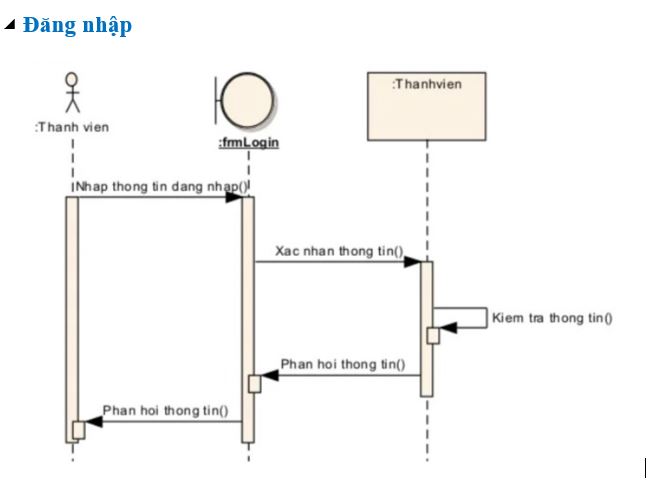 Đăng nhập
:Thanhvien
:Thanh vien
:frmLogin
Nhap thong tin dang nhap()
Xac nhan thong tin()
Kiem tra thong tin()
Phan hoi thong tin()
Phan hoi thong tin()